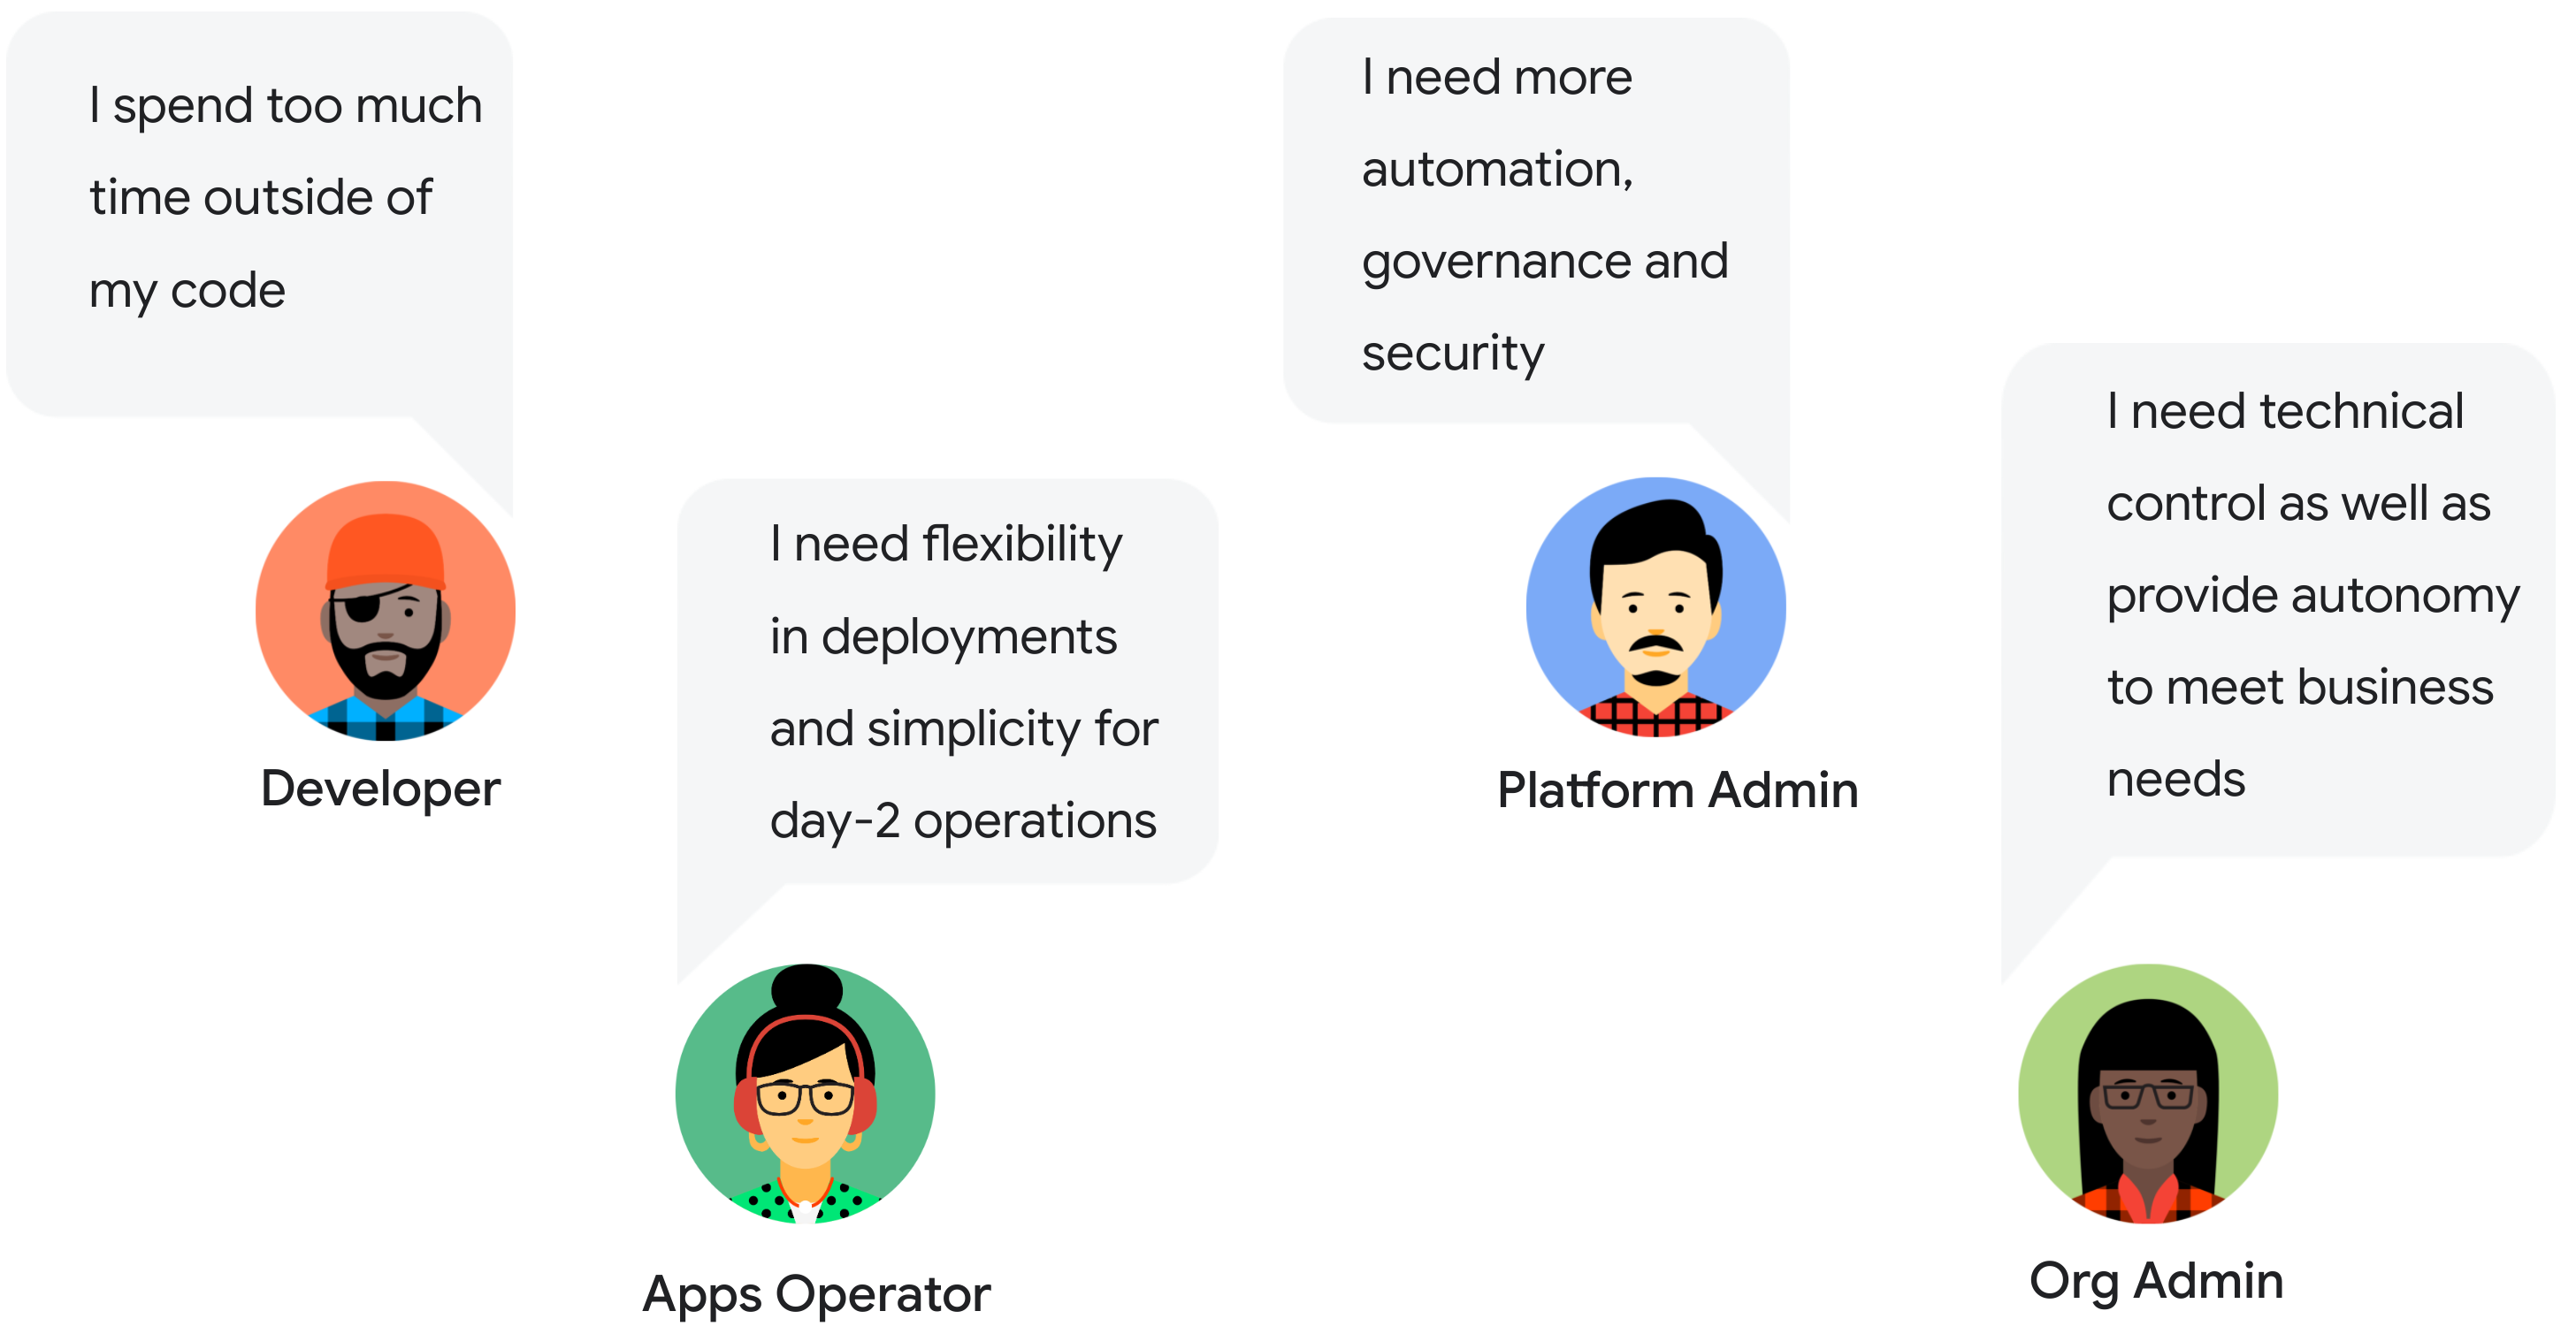 I spend too much
time outside of
my code
Developer
I need flexibility
in deployments
and simplicity for
day-2 operations
Apps Operator
I need more
automation,
governance and
security
Platform Admin
I need technical
control as well as
provide autonomy
to meet business
needs
Org Admin